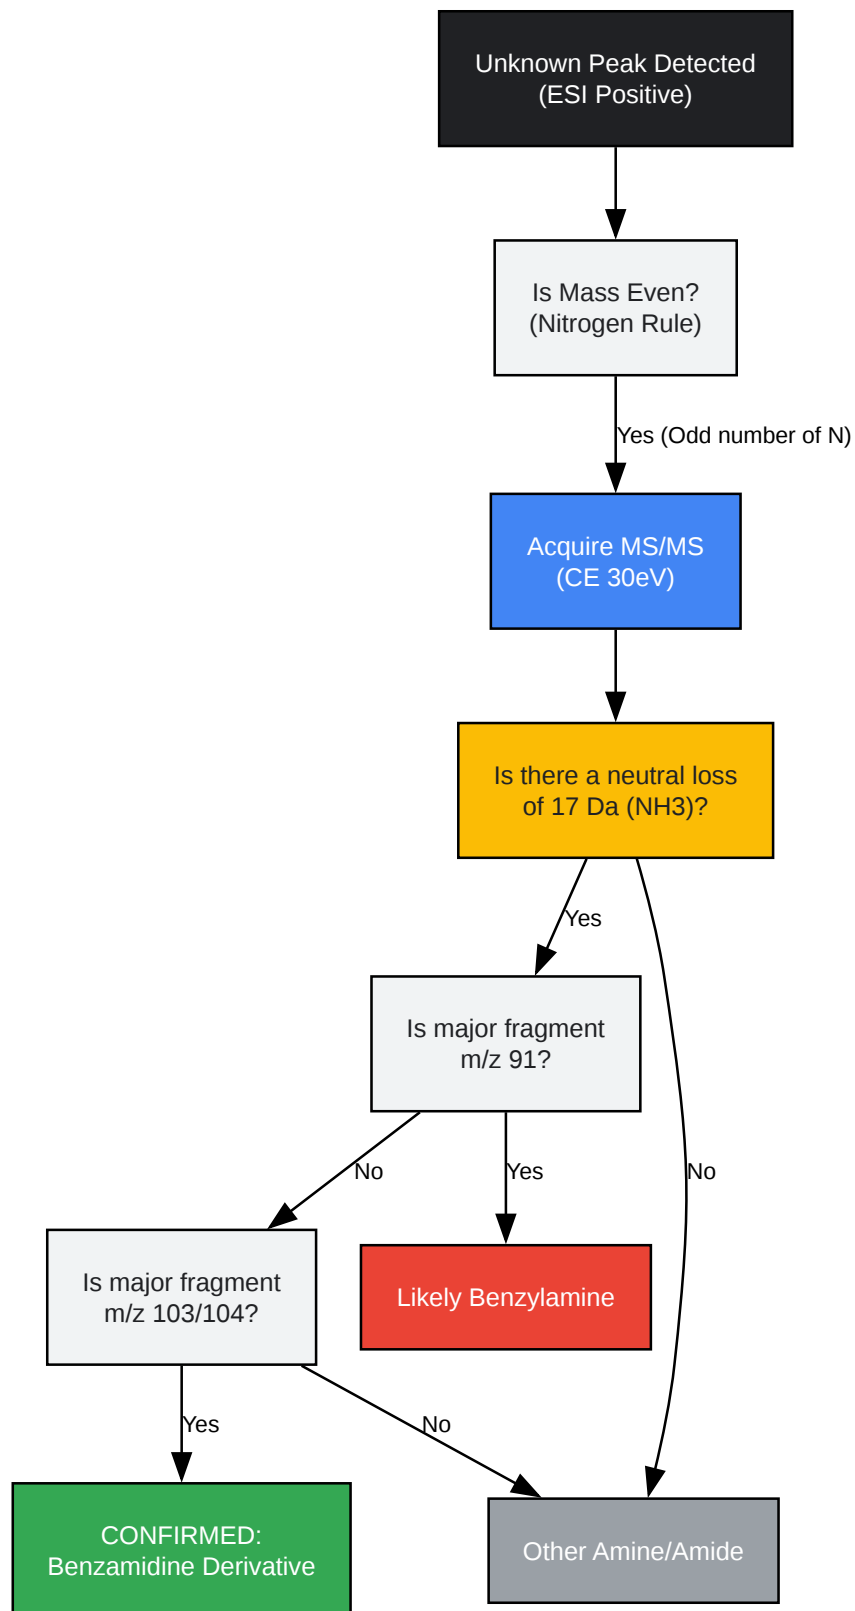 Unknown Peak Detected
(ESI Positive)
Is Mass Even?
(Nitrogen Rule)
Yes (Odd number of N)
Acquire MS/MS
(CE 30eV)
Is there a neutral loss
of 17 Da (NH3)?
Yes
Is major fragment
m/z 91?
No
Yes
No
Is major fragment
m/z 103/104?
Likely Benzylamine
Yes
No
CONFIRMED:
Benzamidine Derivative
Other Amine/Amide